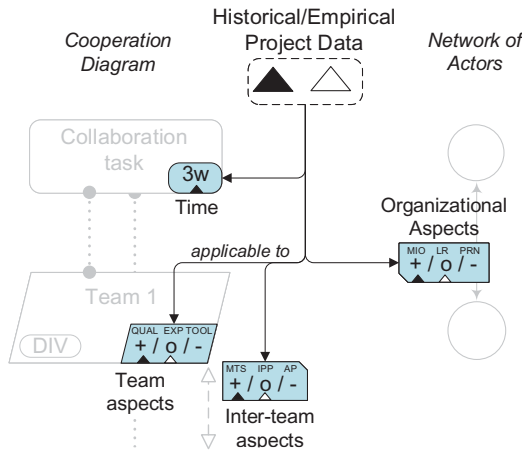 Cooperation
Diagram
Historical/Empirical
Project Data
Network of
Actors
Collaboration
task
3w
Time
Organizational
Aspects
MIO LR PRN
+ / o / -
applicable to
Team 1
DIV
QUAL EXP TOOL
+ / o / -
Team
aspects
MTS IPP AP
+ / o / -
Inter-team
aspects